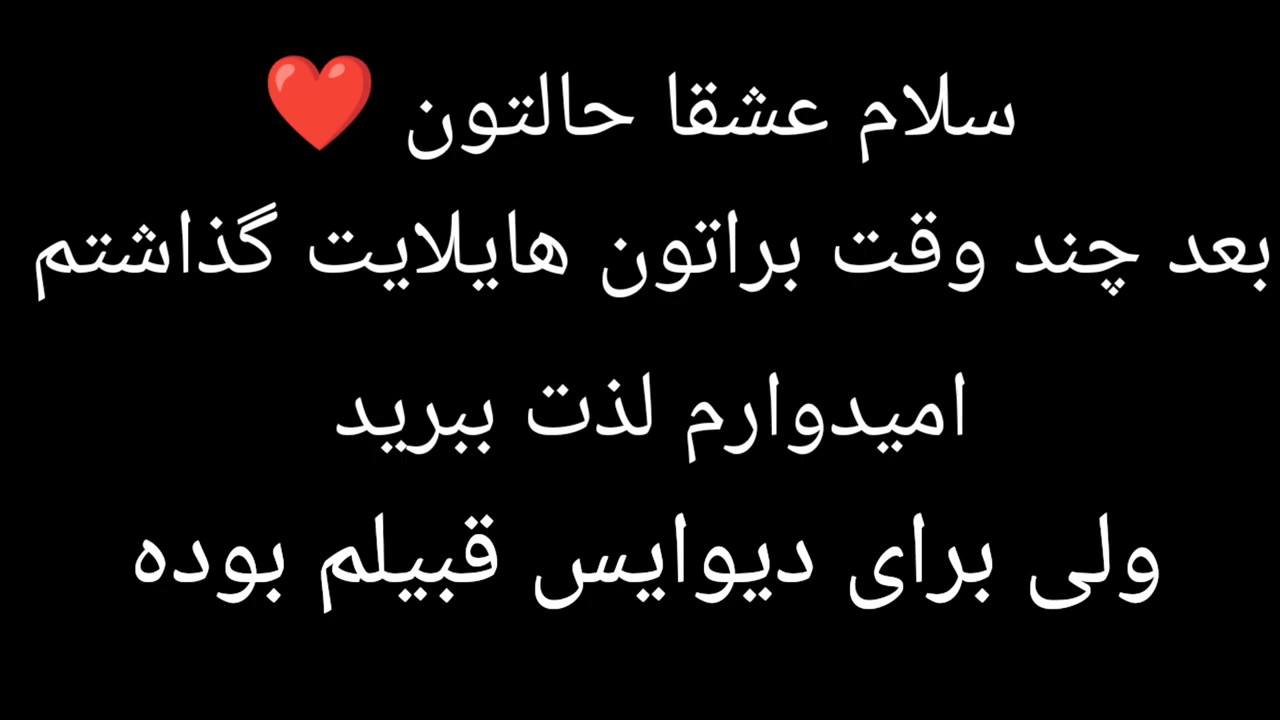 سلام عشقا حالتون ❤️
بعد چند وقت براتون هایلایت گذاشتم
امیدوارم لذت ببرید
ولی برای دیوایس قبیلم بوده